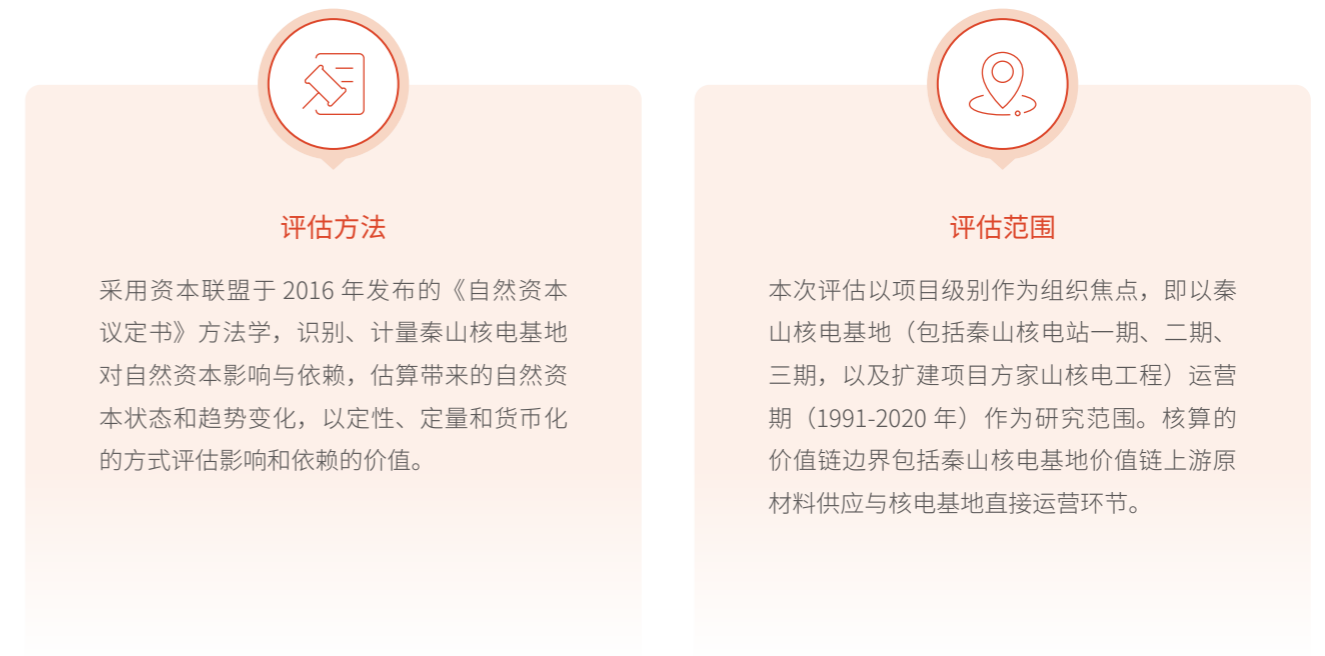 评估方法
采用资本联盟于 2016 年发布的《自然资本
议定书》方法学，识别、计量秦山核电基地
对自然资本影响与依赖，估算带来的自然资
本状态和趋势变化，以定性、定量和货币化
的方式评估影响和依赖的价值。
评估范围
本次评估以项目级别作为组织焦点，即以秦
山核电基地（包括秦山核电站一期、二期、
三期，以及扩建项目方家山核电工程）运营
期（1991-2020 年）作为研究范围。核算的
价值链边界包括秦山核电基地价值链上游原
材料供应与核电基地直接运营环节。